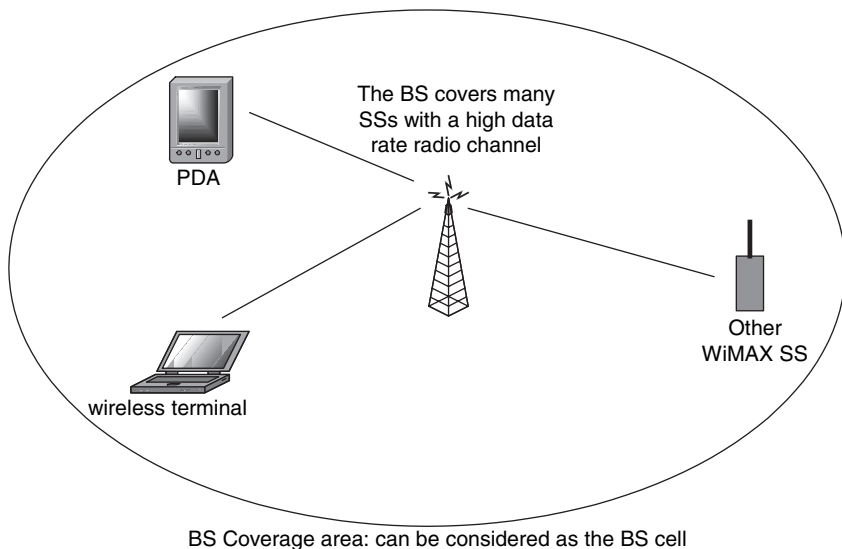 The BS covers many
SSs with a high data
rate radio channel
PDA
Other
WiMAX SS
wireless terminal
BS Coverage area: can be considered as the BS cell